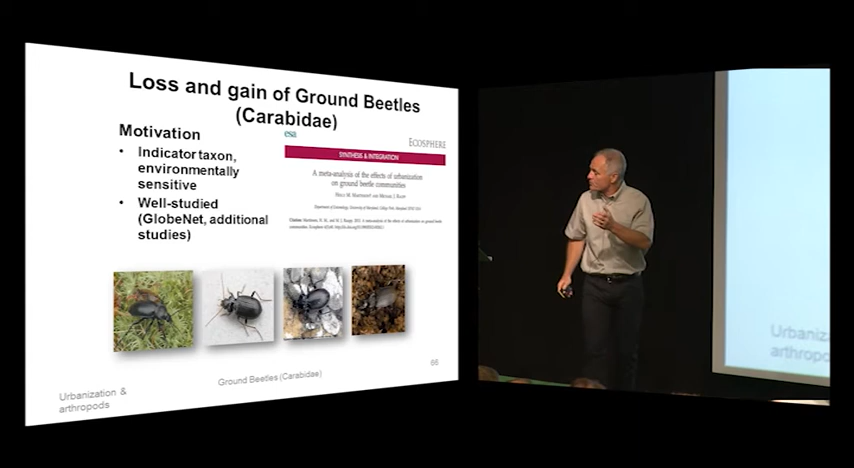 Loss and gain of Ground Beetles
(Carabidae)
Motivation
• Indicator taxon,
environmentally
sensitive
• Well-studied
(GlobeNet, additional
studies)
esa
ECOSPHERE
SYNTHESIS & INTEGRATION
A meta-analysis of the effects of urbanization
on ground beetle communities
66
Ground Beetles (Carabidae)
Urbanization &
arthropods
Urbaniz
arthropo